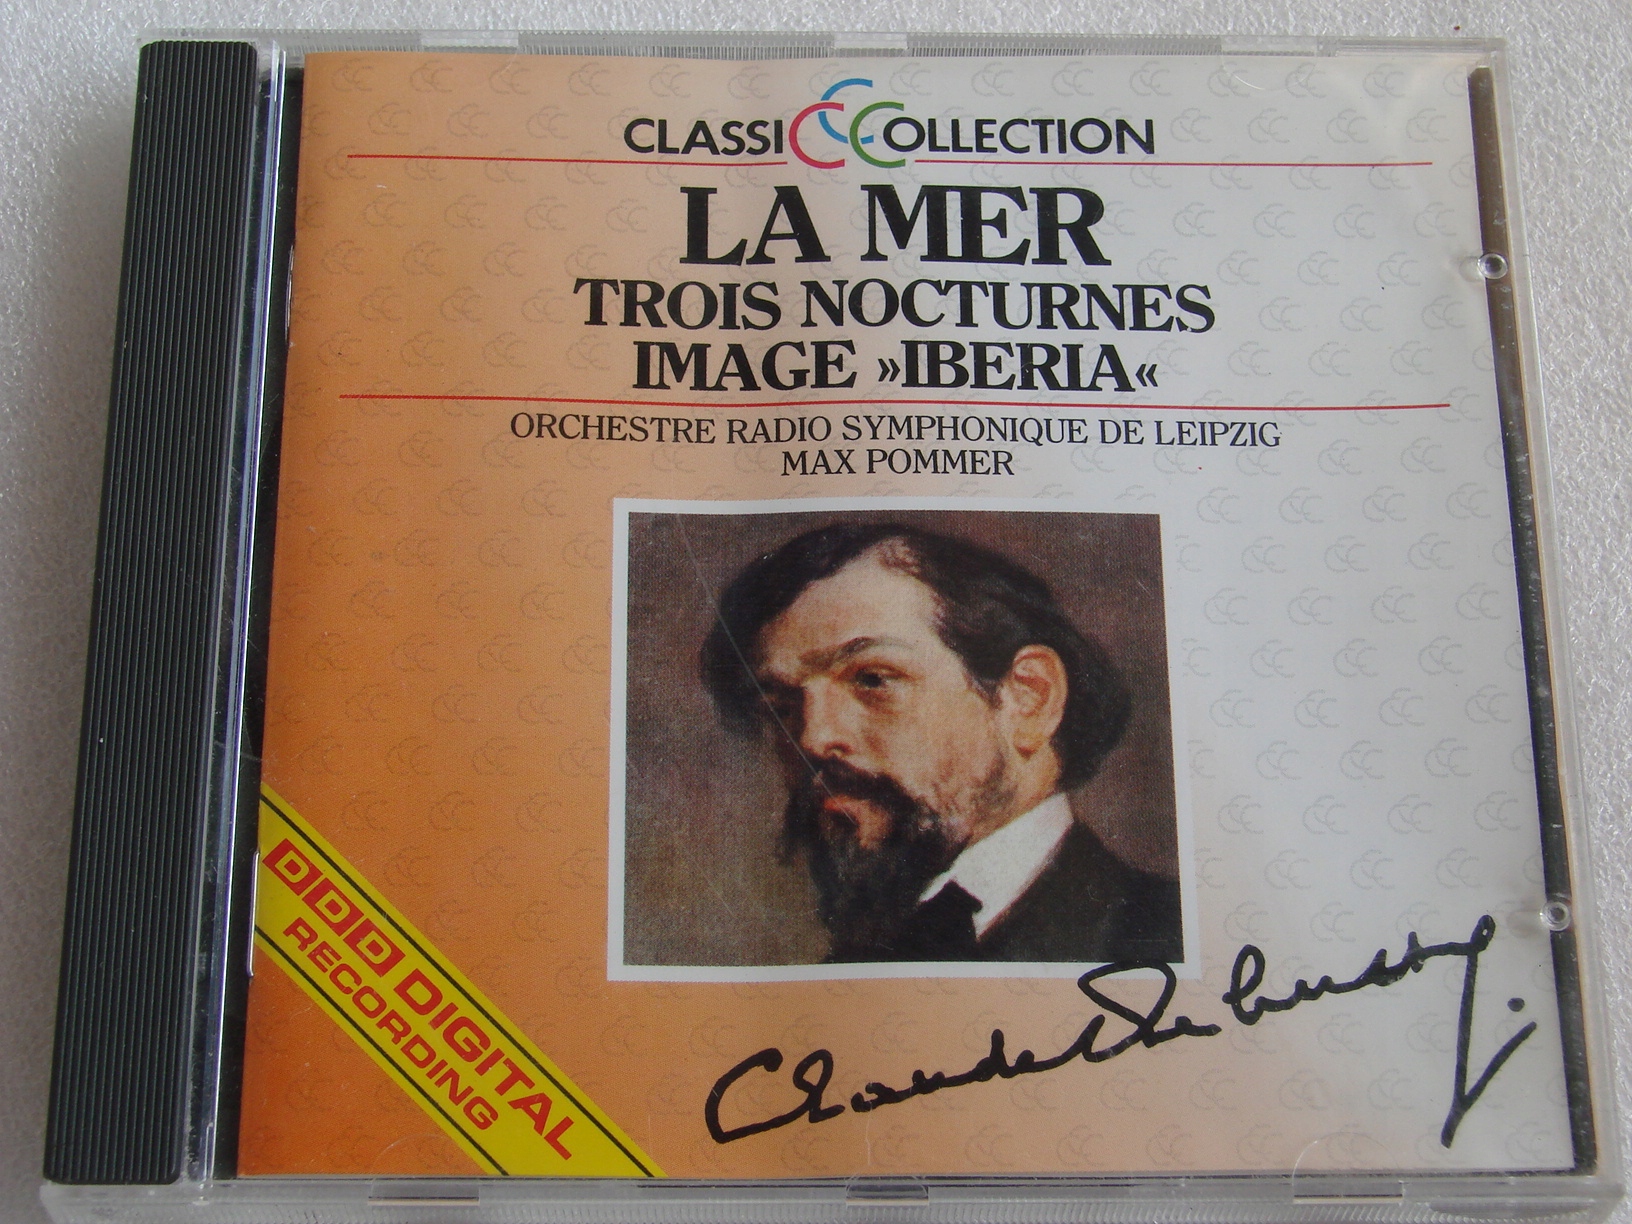 CLASSIC COLLECTION
LA MER
TROIS NOCTURNES
IMAGE »IBERIA«
ORCHESTRE RADIO SYMPHONIQUE DE LEIPZIG
MAX POMMER
DDD DIGITAL
RECORDING
Claude Debussy